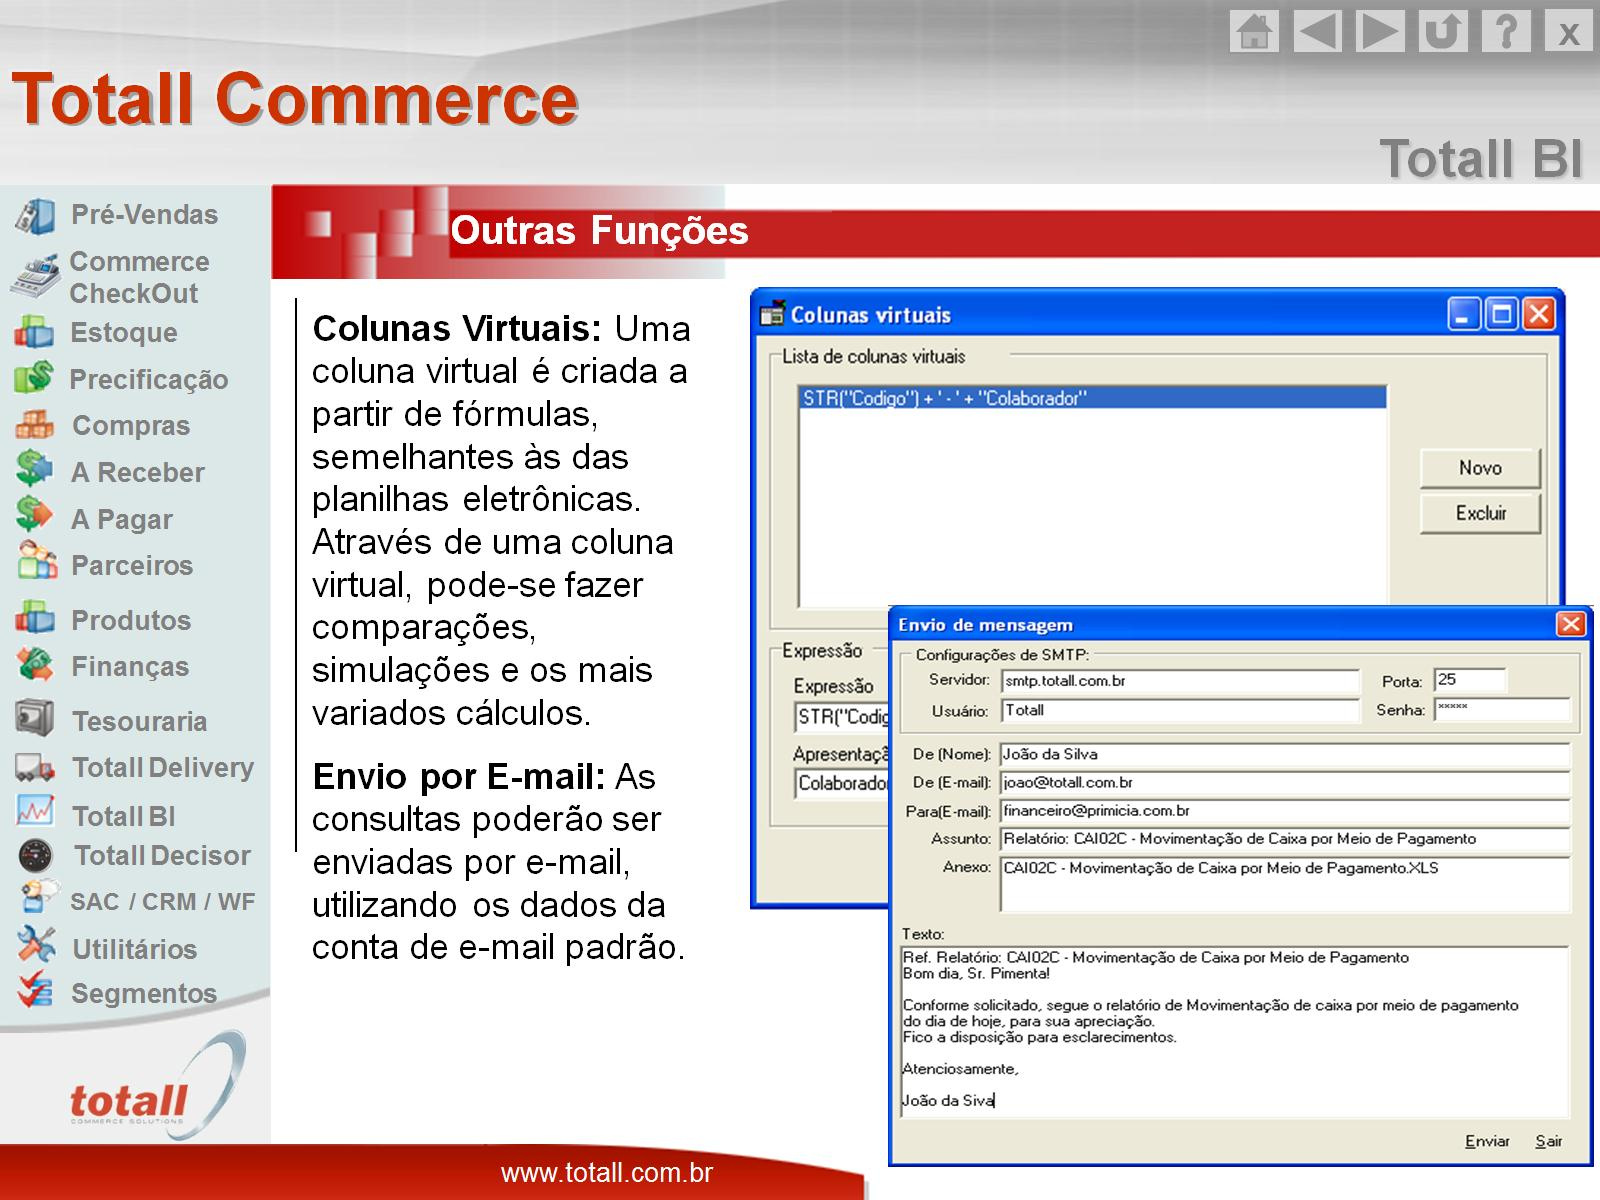 x
Totall Commerce
Totall BI
Pré-Vendas
Commerce
CheckOut
Estoque
Precificação
Compras
A Receber
A Pagar
Parceiros
Produtos
Finanças
Tesouraria
Totall Delivery
Totall BI
Totall Decisor
SAC / CRM / WF
Utilitários
Segmentos
totall
COMMERCE SOLUTIONS
Outras Funções
Colunas Virtuais: Uma
coluna virtual é criada a
partir de fórmulas,
semelhantes às das
planilhas eletrônicas.
Através de uma coluna
virtual, pode-se fazer
comparações,
simulações e os mais
variados cálculos.
Envio por E-mail: As
consultas poderão ser
enviadas por e-mail,
utilizando os dados da
conta de e-mail padrão.
Colunas virtuais
Lista de colunas virtuais
STR("Codigo") + ' - ' + "Colaborador"
Novo
Excluir
Expressão
Expressão
STR("Codig
Apresentaçã
Colaborador
Envio de mensagem
Configurações de SMTP:
Servidor: smtp.totall.com.br Porta: 25
Usuário: Totall Senha: *****
De (Nome): João da Silva
De (E-mail): joao@totall.com.br
Para(E-mail): financeiro@primicia.com.br
Assunto: Relatório: CAI02C - Movimentação de Caixa por Meio de Pagamento
Anexo: CAI02C - Movimentação de Caixa por Meio de Pagamento.XLS
Texto:
Ref. Relatório: CAI02C - Movimentação de Caixa por Meio de Pagamento
Bom dia, Sr. Pimenta!
Conforme solicitado, segue o relatório de Movimentação de caixa por meio de pagamento
do dia de hoje, para sua apreciação.
Fico a disposição para esclarecimentos.
Atenciosamente,
João da Siva
Enviar Sair
www.totall.com.br